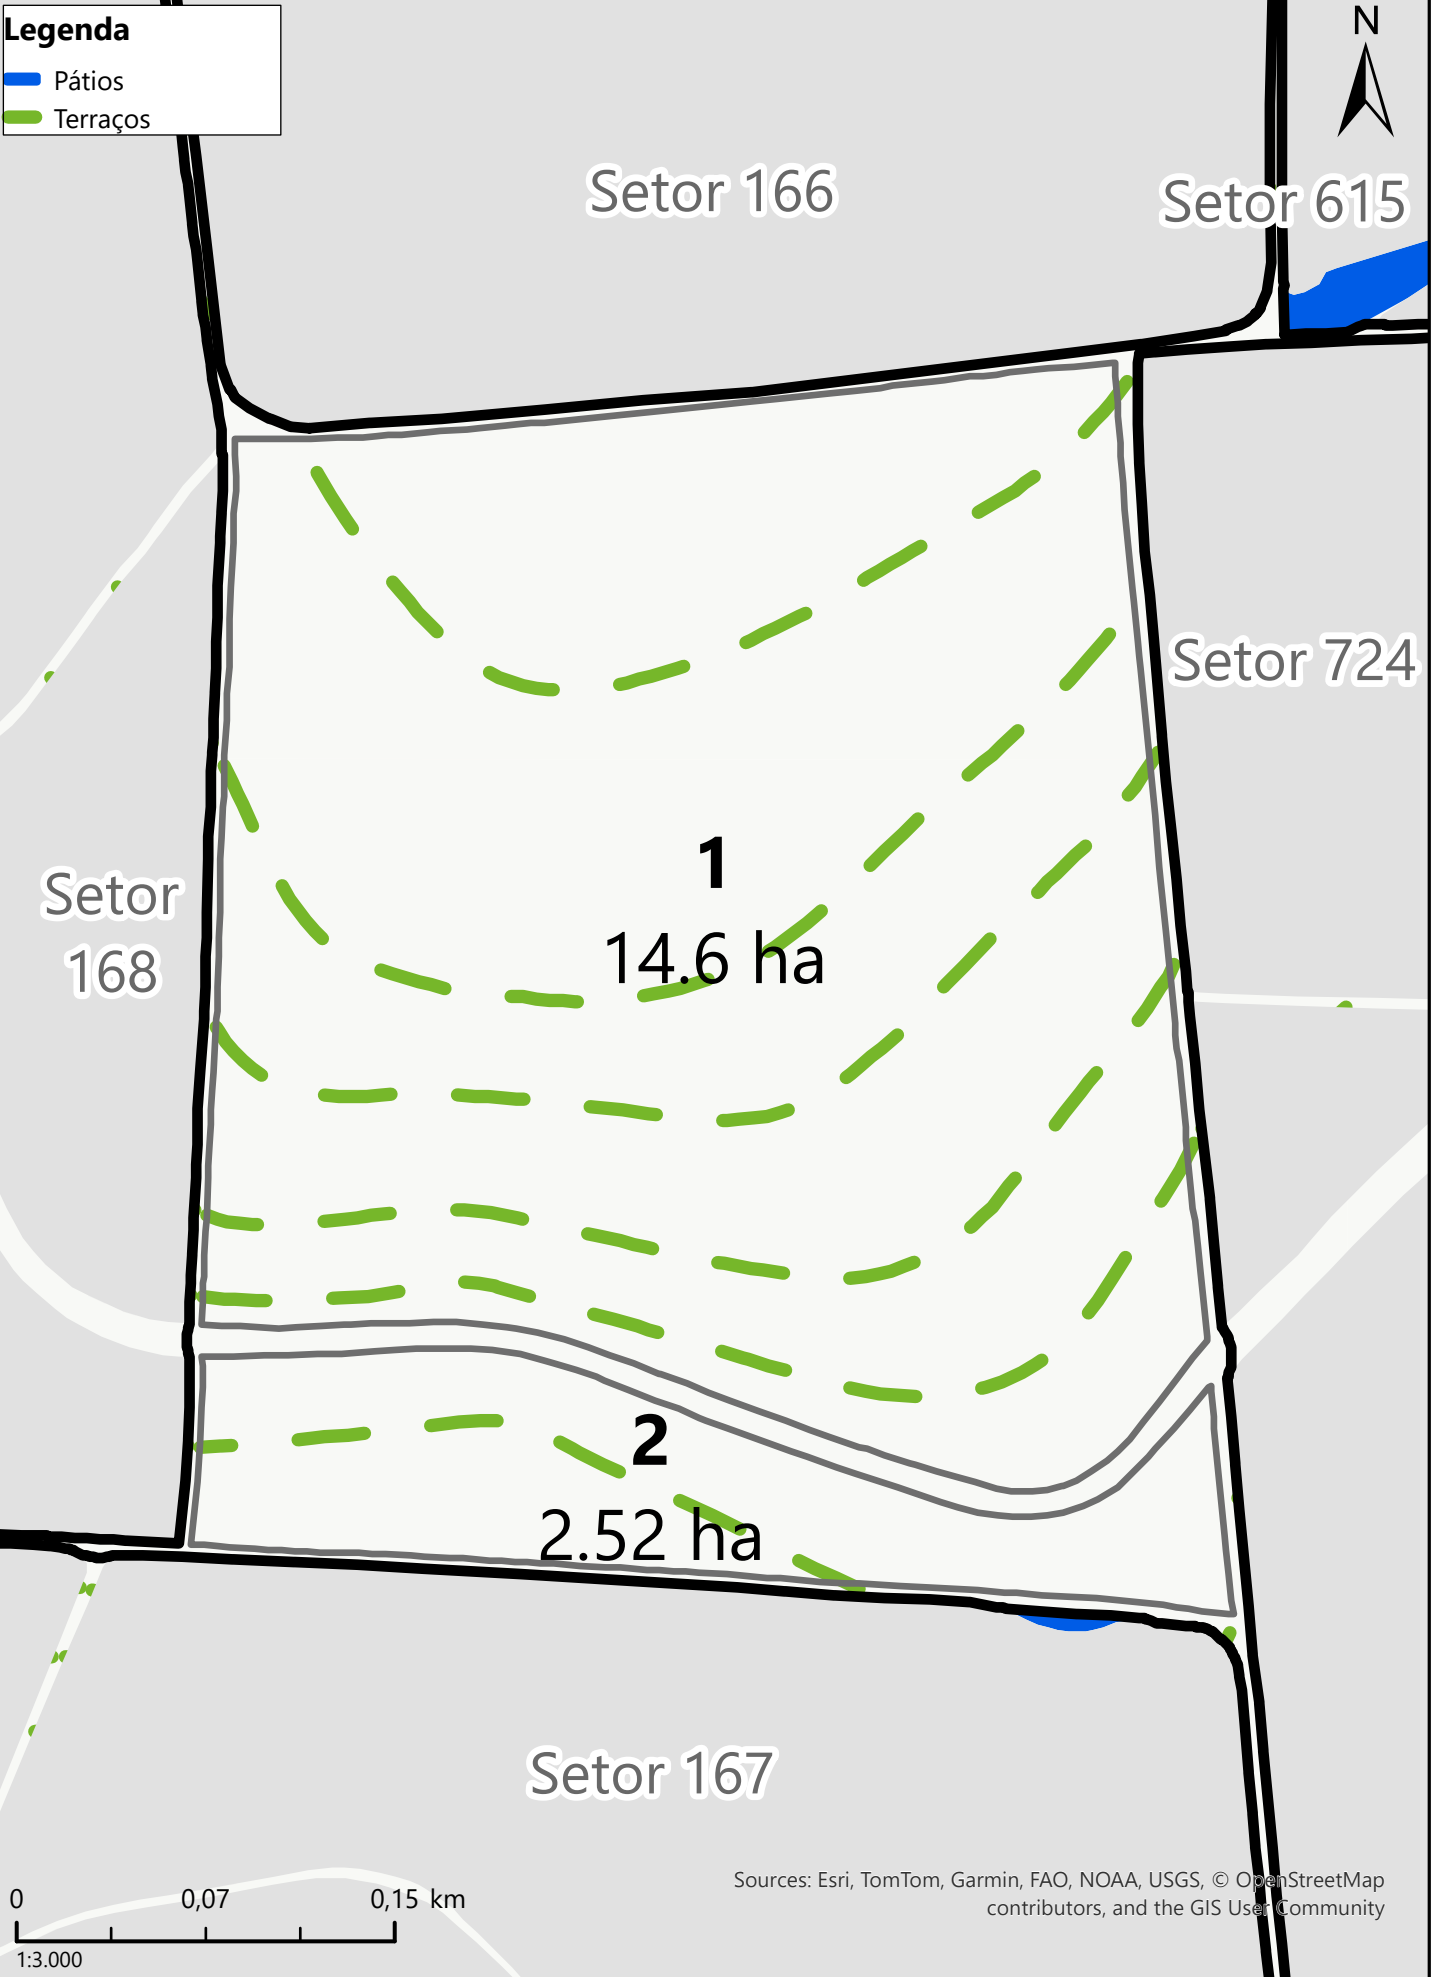 Legenda
Pátios
Terraços
N
Setor 166
Setor 615
Setor 724
1
14.6 ha
Setor
168
2
2.52 ha
Setor 167
Sources: Esri, TomTom, Garmin, FAO, NOAA, USGS, © OpenStreetMap
contributors, and the GIS User Community
0 0,07 0,15 km
1:3.000